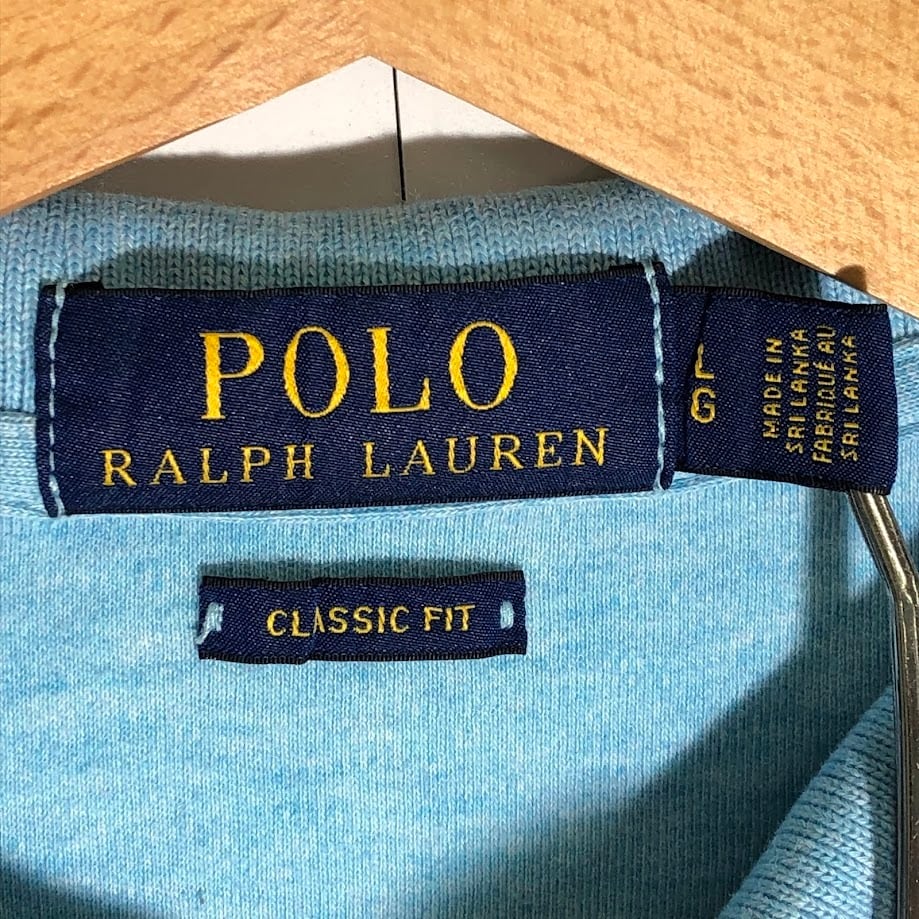 POLO
RALPH LAUREN
L
G
MADE IN
SRI LANKA
FABRIQUÉ AU
SRI LANKA
CLASSIC FIT